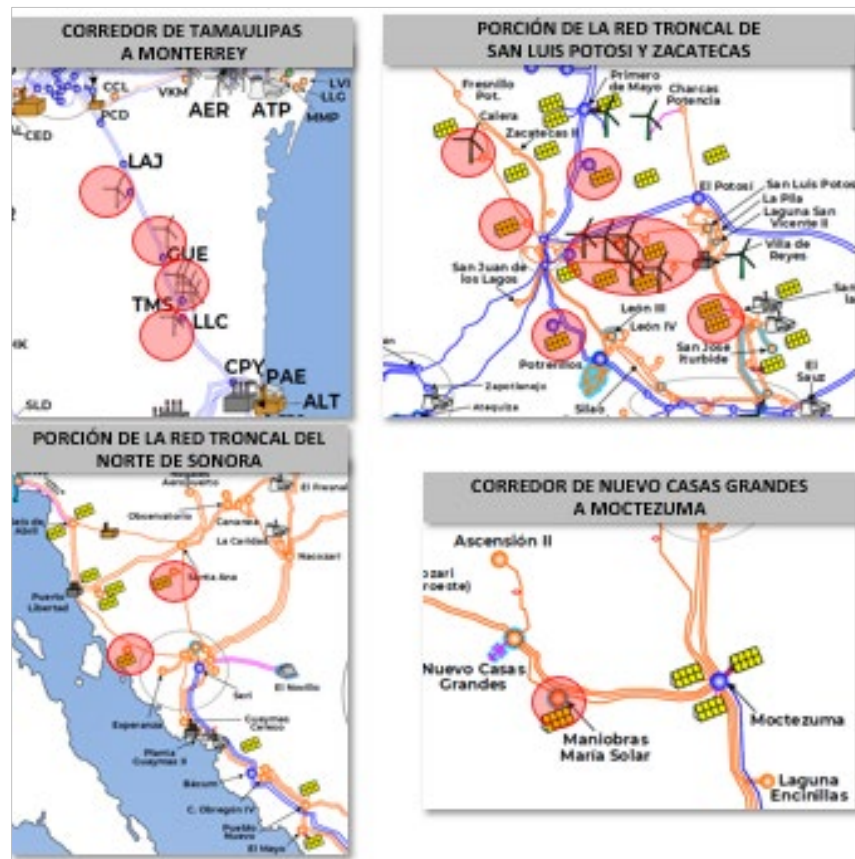 CORREDOR DE TAMAULIPAS
A MONTERREY
CCL
VKM
AER
ATP
LVI
LLG
MMP
PCD
CED
LAJ
GUE
TMS
LLC
CPY
PAE
ALT
SLD
PORCIÓN DE LA RED TRONCAL DE
SAN LUIS POTOSI Y ZACATECAS
Fresnillo
Pot.
Primero
de Mayo
Charcas
Potencia
Calera
Zacatecas II
El Potosí
San Luis Potosí
La Pila
Laguna San
Vicente II
Villa de
Reyes
San Juan de
los Lagos
León III
León IV
San José
Iturbide
Potrerillos
El
Sauz
Zapotlanejo
Atequiza
Silao
PORCIÓN DE LA RED TRONCAL DEL
NORTE DE SONORA
Aeropuerto
El Fresnal
Observatorio
Cananea
Abril
La Caridad
Nacozari
Santa Ana
Puerto
Libertad
Seri
El Novillo
Esperanza
Guaymas
Cereso
Planta
Guaymas II
Bácum
C. Obregón IV
Pueblo
Nuevo
El Mayo
CORREDOR DE NUEVO CASAS GRANDES
A MOCTEZUMA
Ascensión II
Nuevo Casas
Grandes
Maniobras
María Solar
Moctezuma
Laguna
Encinillas